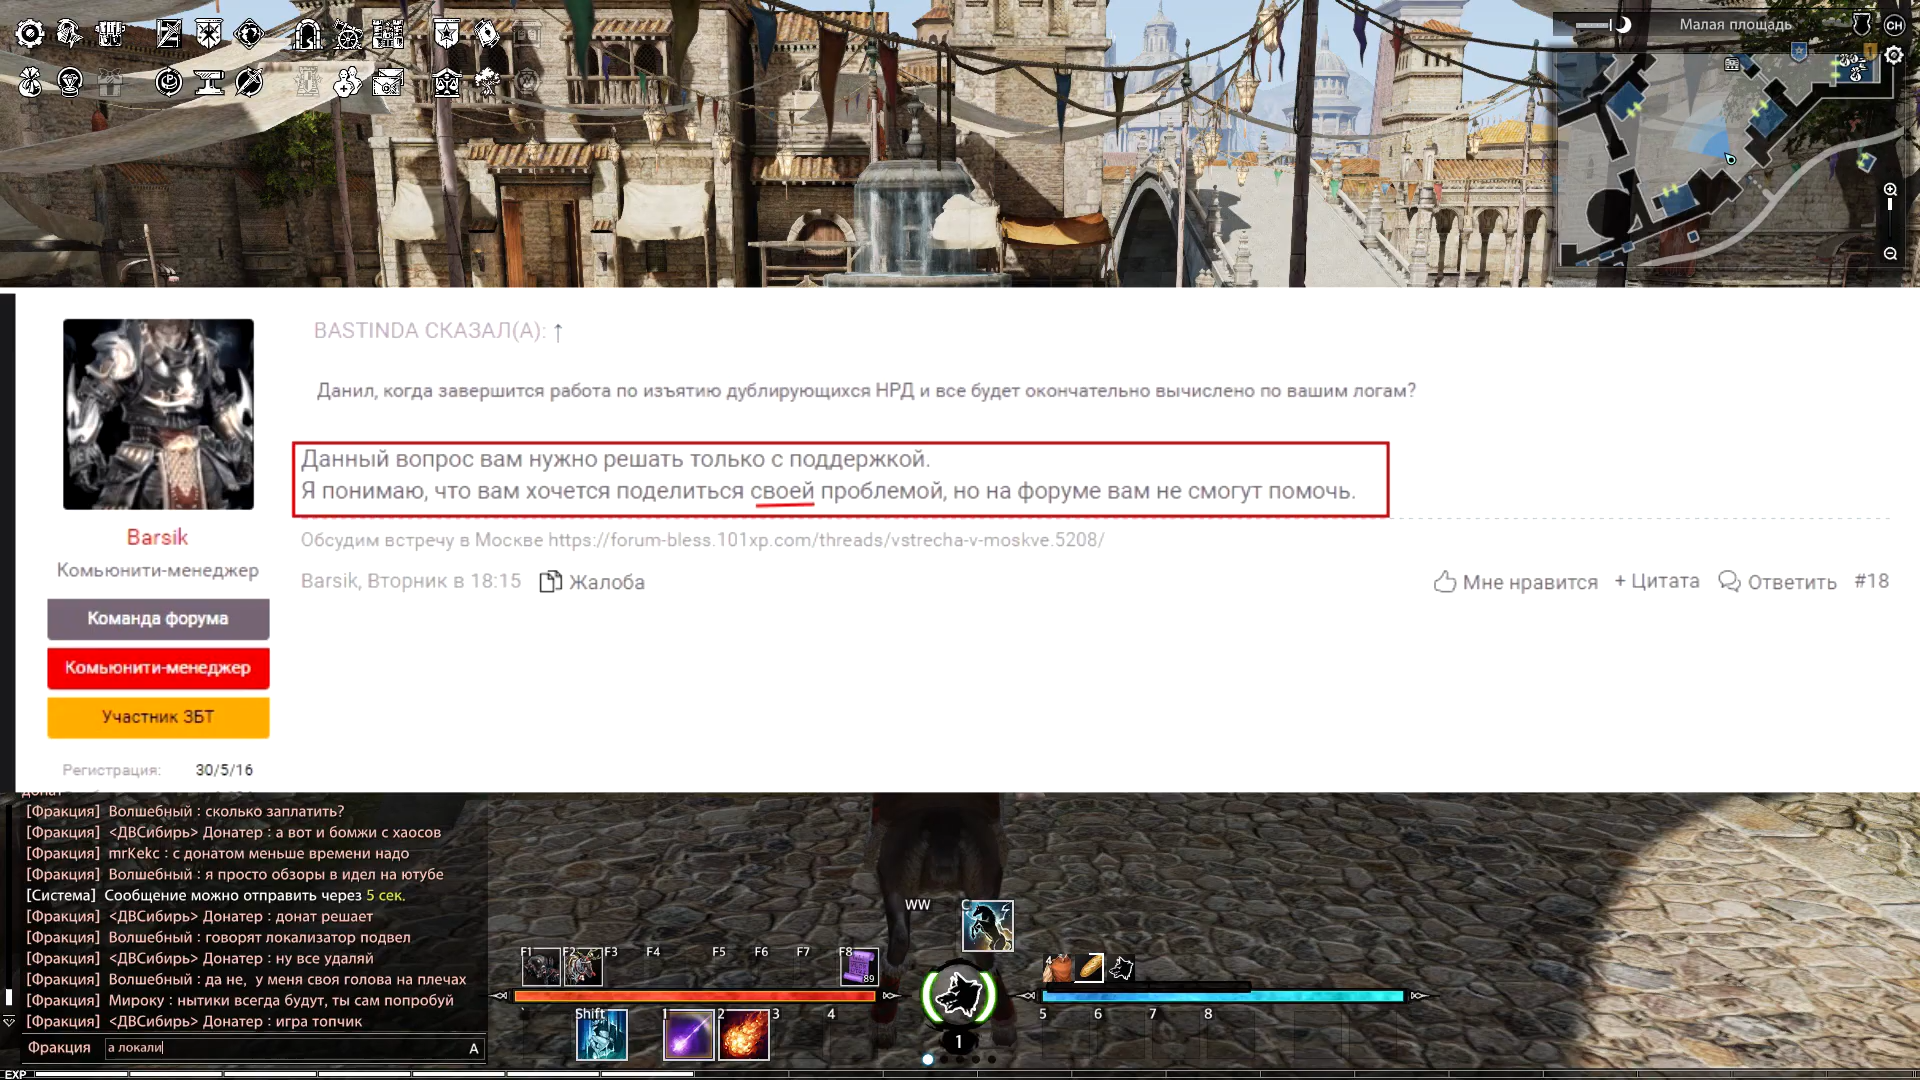 Малая площадь
CH
BASTINDA СКАЗАЛ(А): ↑
Данил, когда завершится работа по изъятию дублирующихся НРД и все будет окончательно вычислено по вашим логам?
Данный вопрос вам нужно решать только с поддержкой.
Я понимаю, что вам хочется поделиться своей проблемой, но на форуме вам не смогут помочь.
Barsik
Комьюнити-менеджер
Команда форума
Комьюнити-менеджер
Участник ЗБТ
Регистрация: 30/5/16
Обсудим встречу в Москве https://forum-bless.101xp.com/threads/vstrecha-v-moskve.5208/
Barsik, Вторник в 18:15 Жалоба
Мне нравится + Цитата Ответить #18
донат
[Фракция] Волшебный : сколько заплатить?
[Фракция] <ДВСибирь> Донатер : а вот и бомжи с хаосов
[Фракция] mrKekc : с донатом меньше времени надо
[Фракция] Волшебный : я просто обзоры в идел на ютубе
[Система] Сообщение можно отправить через 5 сек.
[Фракция] <ДВСибирь> Донатер : донат решает
[Фракция] Волшебный : говорят локализатор подвел
[Фракция] <ДВСибирь> Донатер : ну все удаляй
[Фракция] Волшебный : да не, у меня своя голова на плечах
[Фракция] Мироку : нытики всегда будут, ты сам попробуй
[Фракция] <ДВСибирь> Донатер : игра топчик
Фракция а локали A
WW C
F1 F2 F3 F4 F5 F6 F7 F8
89
4
Shift 1 2 3 4
5 6 7 8
1
EXP